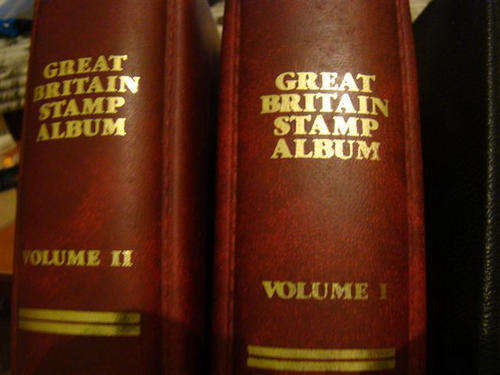 GREAT
BRITAIN
STAMP
ALBUM
VOLUME II
GREAT
BRITAIN
STAMP
ALBUM
VOLUME I